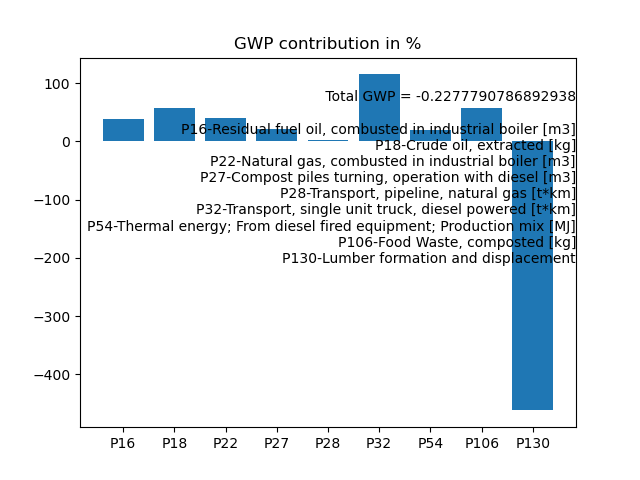 GWP contribution in %
100
0
−100
−200
−300
−400
Total GWP = -0.2277790786892938
P16-Residual fuel oil, combusted in industrial boiler [m3]
P18-Crude oil, extracted [kg]
P22-Natural gas, combusted in industrial boiler [m3]
P27-Compost piles turning, operation with diesel [m3]
P28-Transport, pipeline, natural gas [t*km]
P32-Transport, single unit truck, diesel powered [t*km]
P54-Thermal energy; From diesel fired equipment; Production mix [MJ]
P106-Food Waste, composted [kg]
P130-Lumber formation and displacement
P16 P18 P22 P27 P28 P32 P54 P106 P130